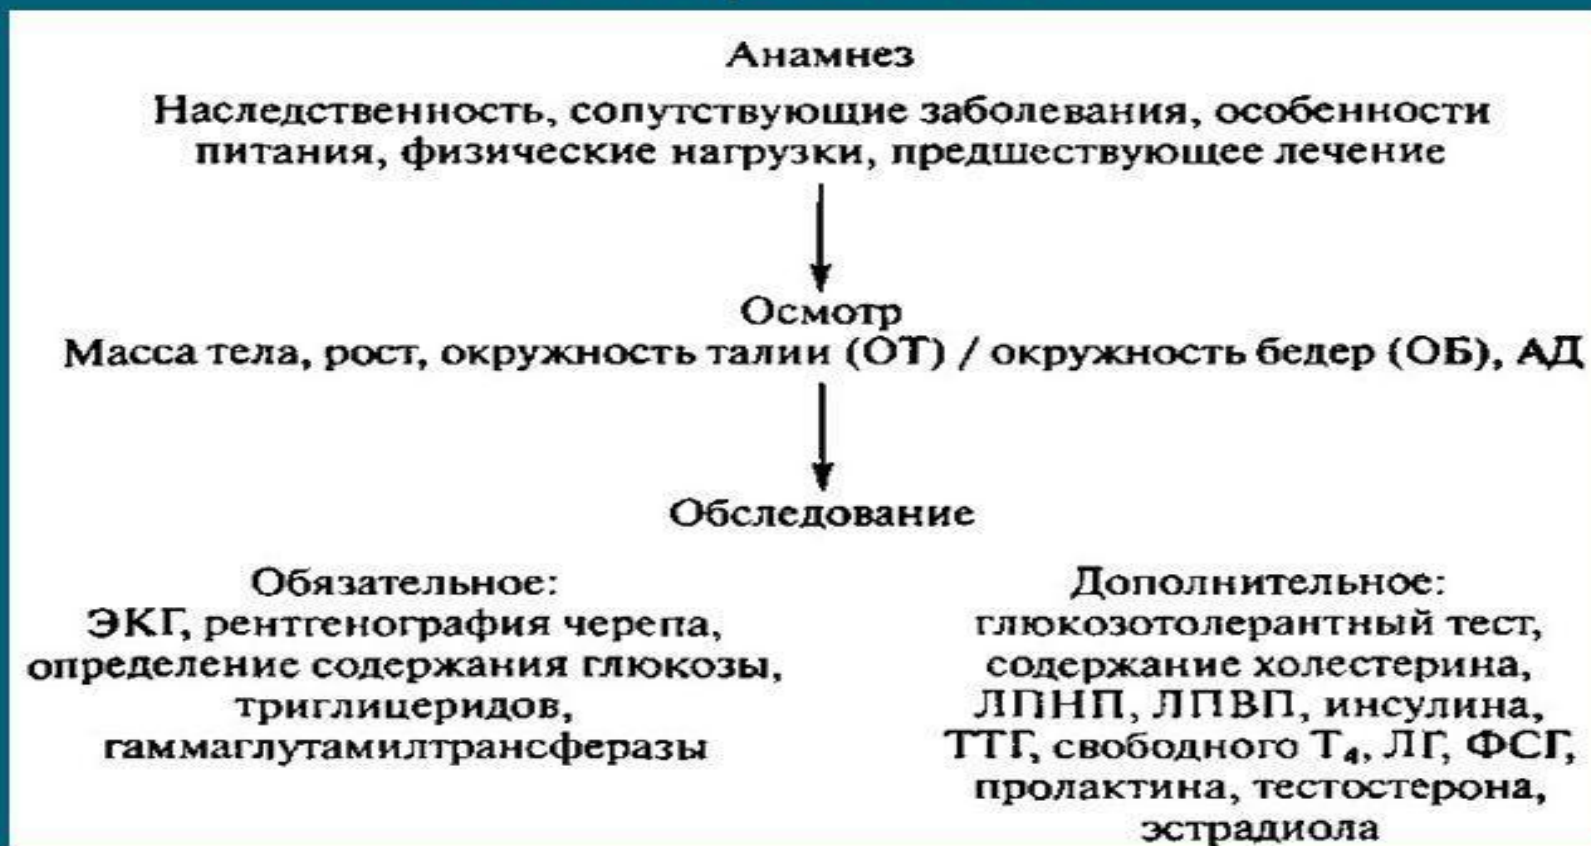 Анамнез
Наследственность, сопутствующие заболевания, особенности
питания, физические нагрузки, предшествующее лечение
Осмотр
Масса тела, рост, окружность талии (ОТ) / окружность бедер (ОБ), АД
Обследование
Обязательное:
ЭКГ, рентгенография черепа,
определение содержания глюкозы,
триглицеридов,
гаммаглутамилтрансферазы
Дополнительное:
глюкозотолерантный тест,
содержание холестерина,
ЛПНП, ЛПВП, инсулина,
ТТГ, свободного Т₄, ЛГ, ФСГ,
пролактина, тестостерона,
эстрадиола